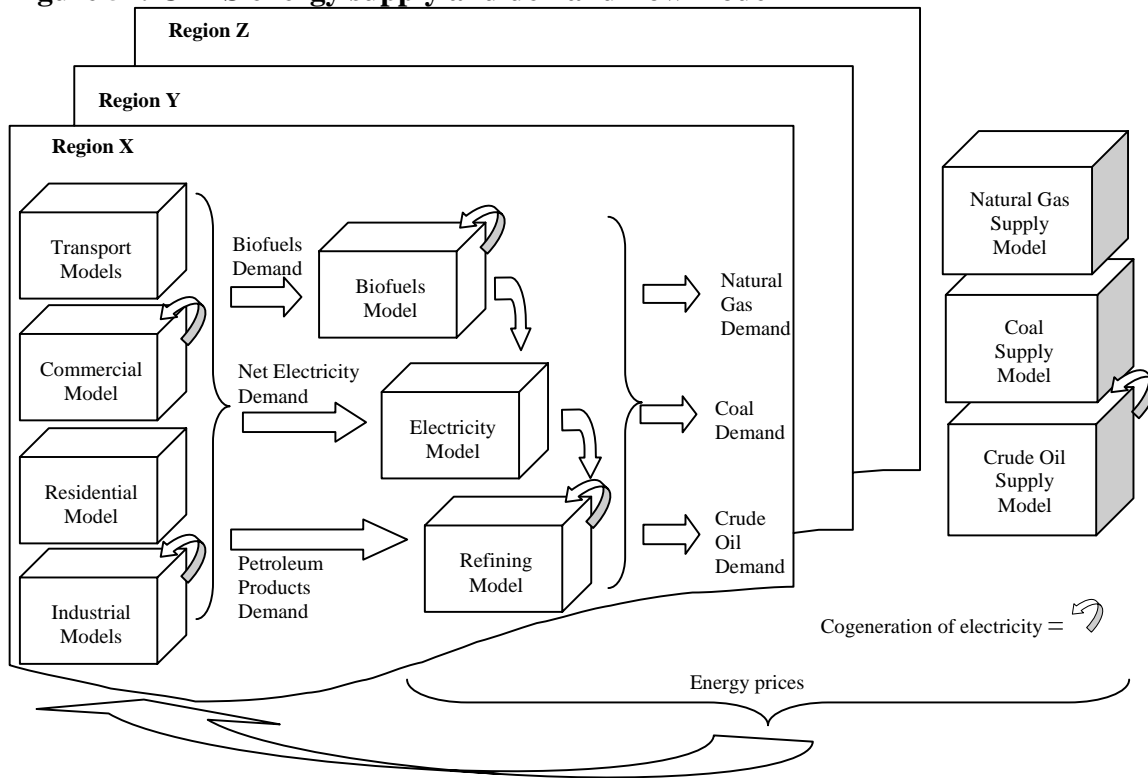 Region Z
Region Y
Region X
Transport
Models
Commercial
Model
Residential
Model
Industrial
Models
Biofuels
Demand
Net Electricity
Demand
Petroleum
Products
Demand
Biofuels
Model
Electricity
Model
Refining
Model
Natural
Gas
Demand
Coal
Demand
Crude
Oil
Demand
Natural Gas
Supply
Model
Coal
Supply
Model
Crude Oil
Supply
Model
Cogeneration of electricity =
Energy prices